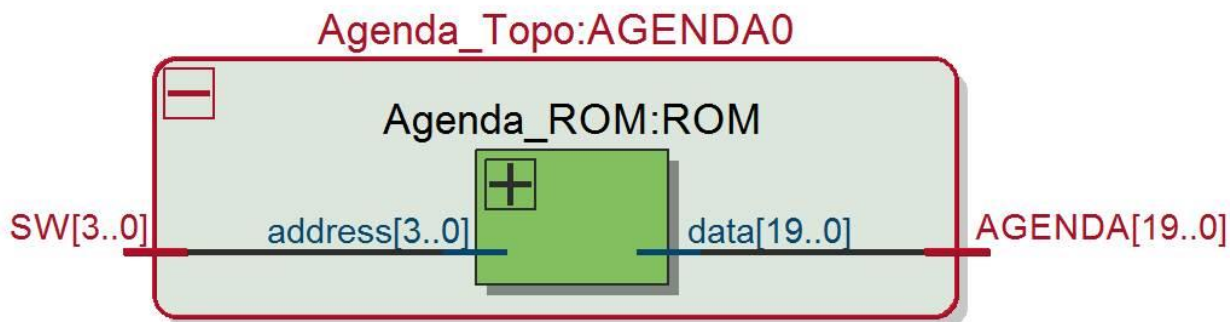 Agenda_Topo:AGENDA0
Agenda_ROM:ROM
SW[3..0] address[3..0] data[19..0] AGENDA[19..0]